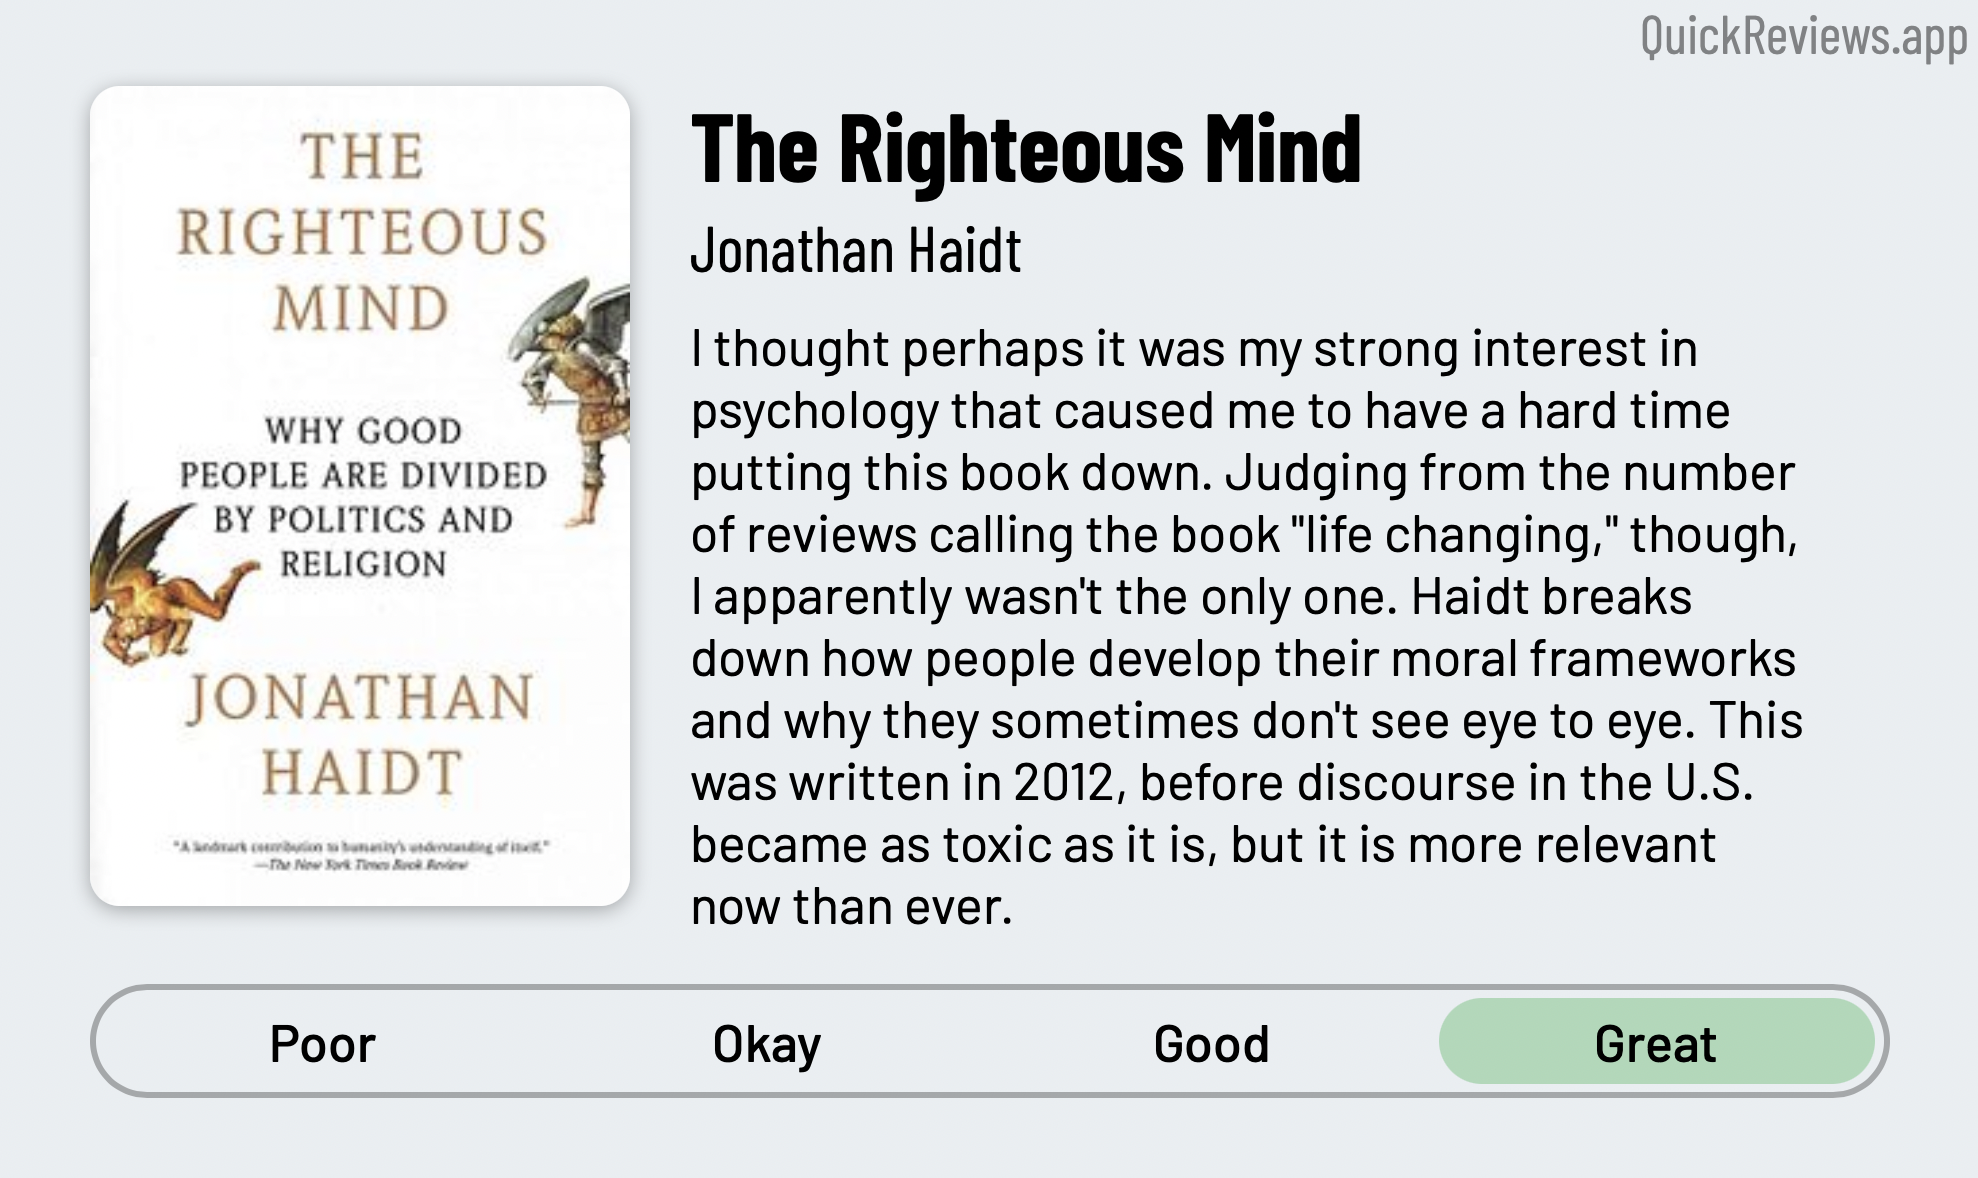 QuickReviews.app
THE
RIGHTEOUS
MIND
WHY GOOD
PEOPLE ARE DIVIDED
BY POLITICS AND
RELIGION
JONATHAN
HAIDT
"A landmark contribution to humanity's understanding of itself."
—The New York Times Book Review
The Righteous Mind
Jonathan Haidt
I thought perhaps it was my strong interest in
psychology that caused me to have a hard time
putting this book down. Judging from the number
of reviews calling the book "life changing," though,
I apparently wasn't the only one. Haidt breaks
down how people develop their moral frameworks
and why they sometimes don't see eye to eye. This
was written in 2012, before discourse in the U.S.
became as toxic as it is, but it is more relevant
now than ever.
Poor Okay Good Great